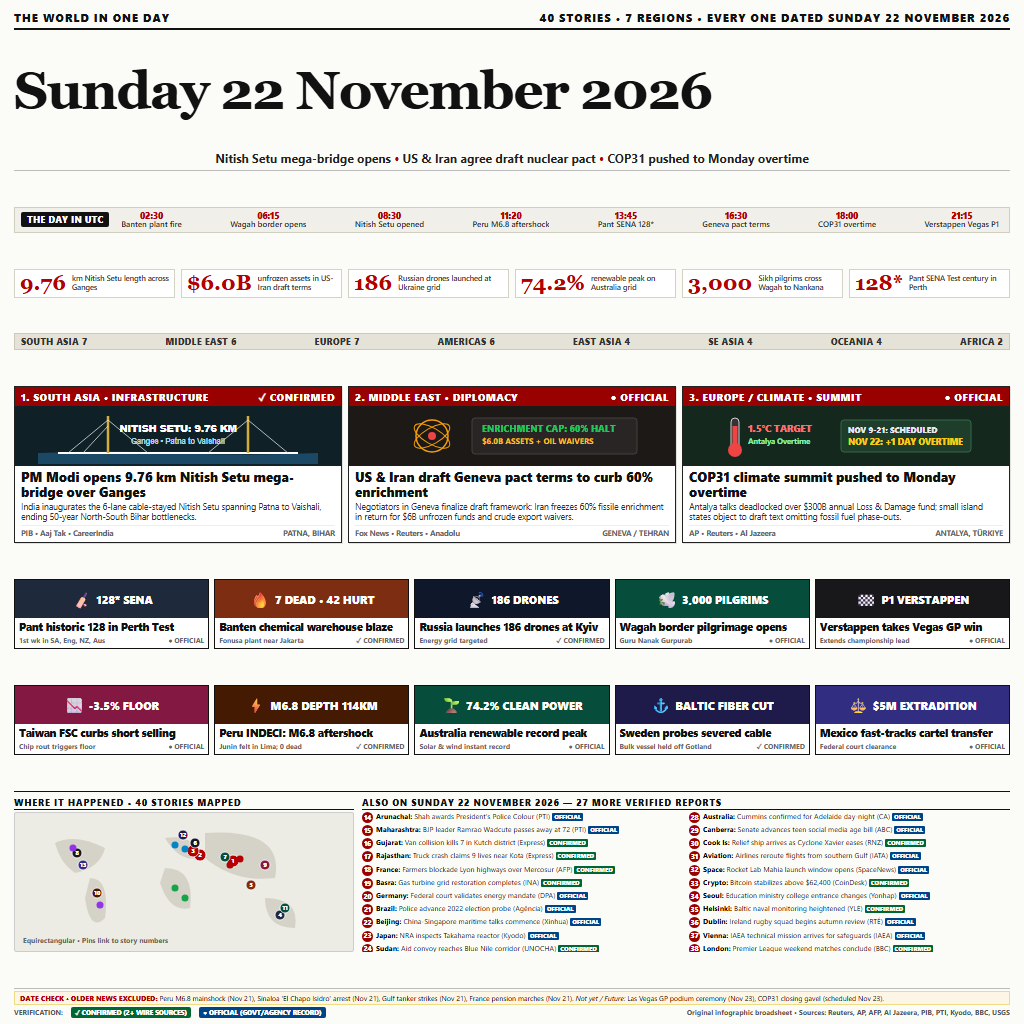 THE WORLD IN ONE DAY
40 STORIES • 7 REGIONS • EVERY ONE DATED SUNDAY 22 NOVEMBER 2026
Sunday 22 November 2026
Nitish Setu mega-bridge opens • US & Iran agree draft nuclear pact • COP31 pushed to Monday overtime
THE DAY IN UTC
02:30
Banten plant fire
06:15
Wagah border opens
08:30
Nitish Setu opened
11:20
Peru M6.8 aftershock
13:45
Pant SENA 128*
16:30
Geneva pact terms
18:00
COP31 overtime
21:15
Verstappen Vegas P1
9.76
km Nitish Setu length across
Ganges
$6.0B
unfrozen assets in US-
Iran draft terms
186
Russian drones launched at
Ukraine grid
74.2%
renewable peak on
Australia grid
3,000
Sikh pilgrims cross
Wagah to Nankana
128*
Pant SENA Test century in
Perth
SOUTH ASIA 7
MIDDLE EAST 6
EUROPE 7
AMERICAS 6
EAST ASIA 4
SE ASIA 4
OCEANIA 4
AFRICA 2
1. SOUTH ASIA • INFRASTRUCTURE
✓ CONFIRMED
NITISH SETU: 9.76 KM
Ganges • Patna to Vaishali
PM Modi opens 9.76 km Nitish Setu mega-
bridge over Ganges
India inaugurates the 6-lane cable-stayed Nitish Setu spanning Patna to Vaishali,
ending 50-year North-South Bihar bottlenecks.
PIB • Aaj Tak • CareerIndia
PATNA, BIHAR
2. MIDDLE EAST • DIPLOMACY
● OFFICIAL
ENRICHMENT CAP: 60% HALT
$6.0B ASSETS + OIL WAIVERS
US & Iran draft Geneva pact terms to curb 60%
enrichment
Negotiators in Geneva finalize draft framework: Iran freezes 60% fissile enrichment
in return for $6B unfrozen funds and crude export waivers.
Fox News • Reuters • Anadolu
GENEVA / TEHRAN
3. EUROPE / CLIMATE • SUMMIT
● OFFICIAL
1.5°C TARGET
Antalya Overtime
NOV 9-21: SCHEDULED
NOV 22: +1 DAY OVERTIME
COP31 climate summit pushed to Monday
overtime
Antalya talks deadlocked over $300B annual Loss & Damage fund; small island
states object to draft text omitting fossil fuel phase-outs.
AP • Reuters • Al Jazeera
ANTALYA, TÜRKIYE
128* SENA
Pant historic 128 in Perth Test
1st wk in SA, Eng, NZ, Aus
● OFFICIAL
7 DEAD • 42 HURT
Banten chemical warehouse blaze
Fonusa plant near Jakarta
✓ CONFIRMED
186 DRONES
Russia launches 186 drones at Kyiv
Energy grid targeted
✓ CONFIRMED
3,000 PILGRIMS
Wagah border pilgrimage opens
Guru Nanak Gurpurab
● OFFICIAL
P1 VERSTAPPEN
Verstappen takes Vegas GP win
Extends championship lead
● OFFICIAL
-3.5% FLOOR
Taiwan FSC curbs short selling
Chip rout triggers floor
● OFFICIAL
M6.8 DEPTH 114KM
Peru INDECI: M6.8 aftershock
Junin felt in Lima; 0 dead
✓ CONFIRMED
74.2% CLEAN POWER
Australia renewable record peak
Solar & wind instant record
● OFFICIAL
BALTIC FIBER CUT
Sweden probes severed cable
Bulk vessel held off Gotland
✓ CONFIRMED
$5M EXTRADITION
Mexico fast-tracks cartel transfer
Federal court clearance
● OFFICIAL
WHERE IT HAPPENED • 40 STORIES MAPPED
Equirectangular • Pins link to story numbers
ALSO ON SUNDAY 22 NOVEMBER 2026 — 27 MORE VERIFIED REPORTS
14 Arunachal: Shah awards President's Police Colour (PTI) OFFICIAL
15 Maharashtra: BJP leader Ramrao Wadcute passes away at 72 (PTI) OFFICIAL
16 Gujarat: Van collision kills 7 in Kutch district (Express) CONFIRMED
17 Rajasthan: Truck crash claims 9 lives near Kota (Express) CONFIRMED
18 France: Farmers blockade Lyon highways over Mercosur (AFP) CONFIRMED
19 Basra: Gas turbine grid restoration completes (INA) CONFIRMED
20 Germany: Federal court validates energy mandate (DPA) OFFICIAL
21 Brazil: Police advance 2022 election probe (Agência) OFFICIAL
22 Beijing: China-Singapore maritime talks commence (Xinhua) OFFICIAL
23 Japan: NRA inspects Takahama reactor (Kyodo) OFFICIAL
24 Sudan: Aid convoy reaches Blue Nile corridor (UNOCHA) CONFIRMED
28 Australia: Cummins confirmed for Adelaide day-night (CA) OFFICIAL
29 Canberra: Senate advances teen social media age bill (ABC) OFFICIAL
30 Cook Is: Relief ship arrives as Cyclone Xavier eases (RNZ) CONFIRMED
31 Aviation: Airlines reroute flights from southern Gulf (IATA) OFFICIAL
32 Space: Rocket Lab Mahia launch window opens (SpaceNews) OFFICIAL
33 Crypto: Bitcoin stabilizes above $62,400 (CoinDesk) CONFIRMED
34 Seoul: Education ministry college entrance changes (Yonhap) OFFICIAL
35 Helsinki: Baltic naval monitoring heightened (YLE) CONFIRMED
36 Dublin: Ireland rugby squad begins autumn review (RTE) OFFICIAL
37 Vienna: IAEA technical mission arrives for safeguards (IAEA) OFFICIAL
38 London: Premier League weekend matches conclude (BBC) CONFIRMED
DATE CHECK • OLDER NEWS EXCLUDED: Peru M6.8 mainshock (Nov 21), Sinaloa 'El Chapo Isidro' arrest (Nov 21), Gulf tanker strikes (Nov 21), France pension marches (Nov 21). Not yet / Future: Las Vegas GP podium ceremony (Nov 23), COP31 closing gavel (scheduled Nov 23).
VERIFICATION:
✓ CONFIRMED (2+ WIRE SOURCES)
● OFFICIAL (GOVT/AGENCY RECORD)
Original infographic broadsheet • Sources: Reuters, AP, AFP, Al Jazeera, PIB, PTI, Kyodo, BBC, USGS